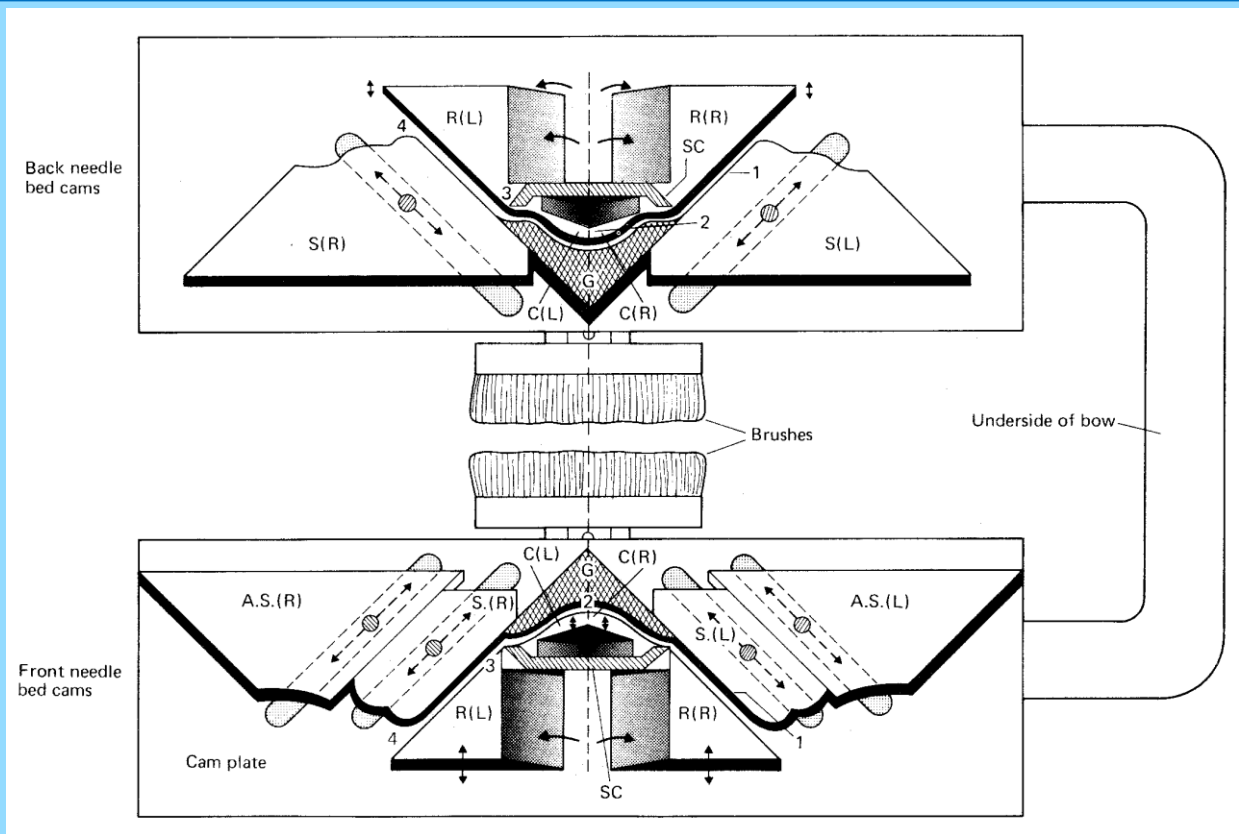 R(L)
R(R)
4
SC
Back needle
bed cams
1
3
2
S(R)
S(L)
G
C(L)
C(R)
Underside of bow
Brushes
C(L)
C(R)
G
A.S.(R)
S.(R)
2
A.S.(L)
S.(L)
3
Front needle
bed cams
R(L)
R(R)
4
1
Cam plate
SC